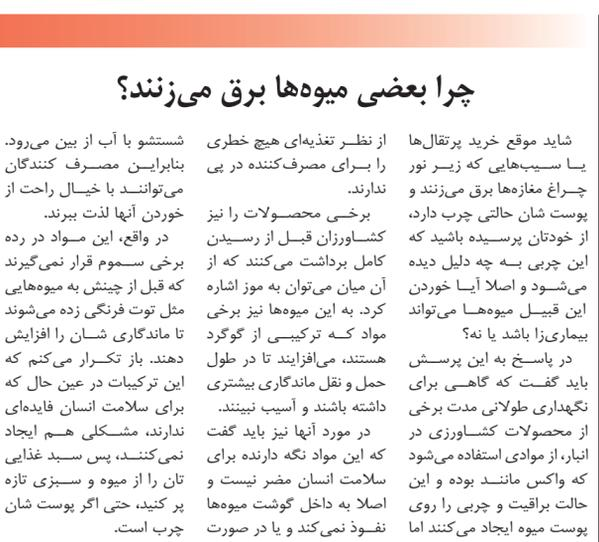 چرا بعضی میوه‌ها برق می‌زنند؟
شاید موقع خرید پرتقال‌ها
یا سیب‌هایی که زیر نور
چراغ مغازه‌ها برق می‌زنند و
پوست شان حالتی چرب دارد،
از خودتان پرسیده باشید که
این چربی به چه دلیل دیده
می‌شود و اصلا آیا خوردن
این قبیل میوه‌ها می‌تواند
بیماری‌زا باشد یا نه؟
در پاسخ به این پرسش
باید گفت که گاهی برای
نگهداری طولانی مدت برخی
از محصولات کشاورزی در
انبار، از موادی استفاده می‌شود
که واکس مانند بوده و این
حالت براقیت و چربی را روی
پوست میوه ایجاد می‌کنند اما
از نظر تغذیه‌ای هیچ خطری
را برای مصرف‌کننده در پی
ندارند.
برخی محصولات را نیز
کشاورزان قبل از رسیدن
کامل برداشت می‌کنند که از
آن میان می‌توان به موز اشاره
کرد. به این میوه‌ها نیز برخی
مواد که ترکیبی از گوگرد
هستند، می‌افزایند تا در طول
حمل و نقل ماندگاری بیشتری
داشته باشند و آسیب نبینند.
در مورد آنها نیز باید گفت
که این مواد نگه دارنده برای
سلامت انسان مضر نیست و
اصلا به داخل گوشت میوه‌ها
نفوذ نمی‌کند و یا در صورت
شستشو با آب از بین می‌رود.
بنابراین مصرف کنندگان
می‌توانند با خیال راحت از
خوردن آنها لذت ببرند.
در واقع، این مواد در رده
برخی سموم قرار نمی‌گیرند
که قبل از چینش به میوه‌هایی
مثل توت فرنگی زده می‌شوند
تا ماندگاری شان را افزایش
دهند. باز تکرار می‌کنم که
این ترکیبات در عین حال که
برای سلامت انسان فایده‌ای
ندارند، مشکلی هم ایجاد
نمی‌کنند، پس سبد غذایی
تان را از میوه و سبزی تازه
پر کنید، حتی اگر پوست شان
چرب است.